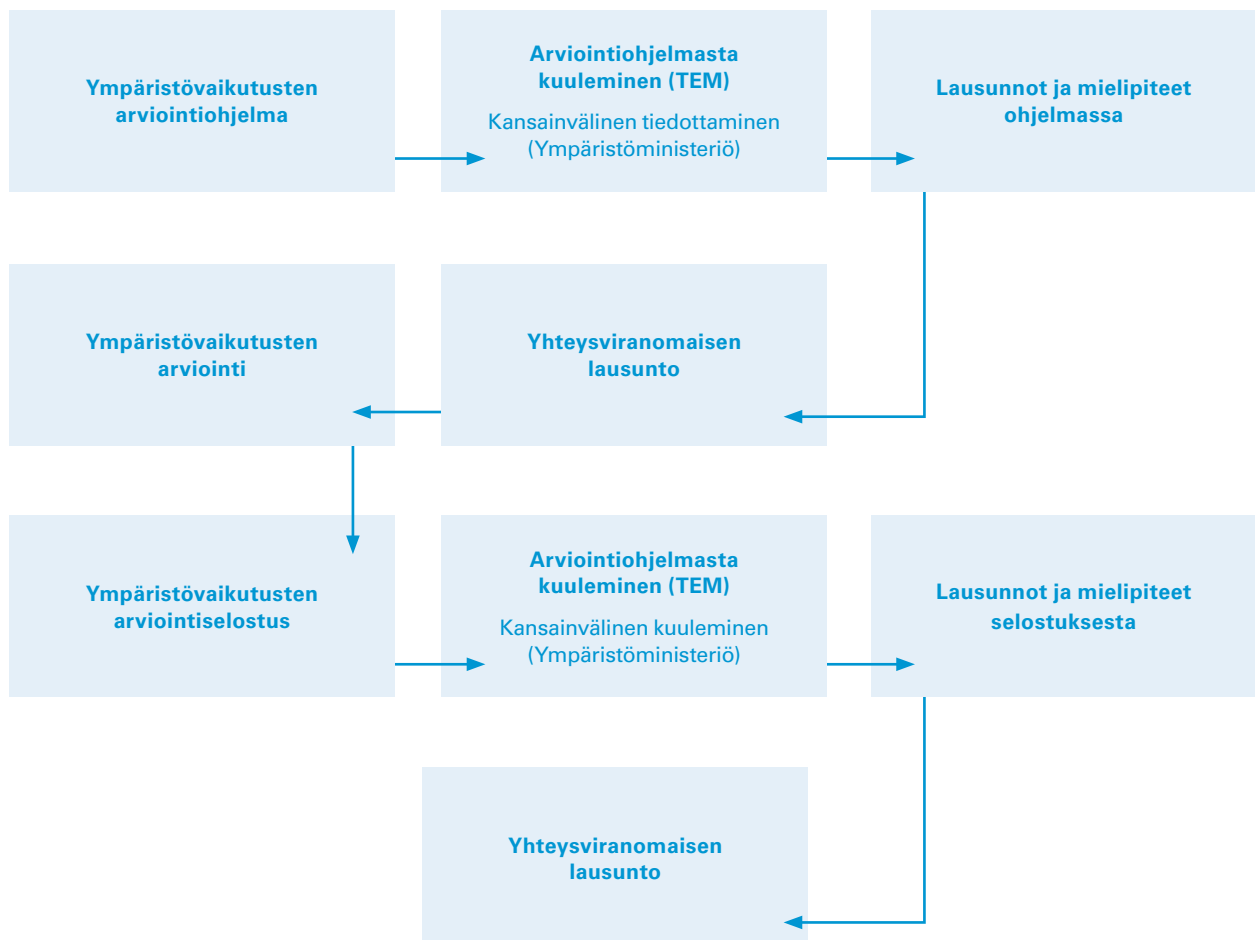 Ympäristövaikutusten
arviointiohjelma
Arviointiohjelmasta
kuuleminen (TEM)
Kansainvälinen tiedottaminen
(Ympäristöministeriö)
Lausunnot ja mielipiteet
ohjelmassa
Ympäristövaikutusten
arviointi
Yhteysviranomaisen
lausunto
Ympäristövaikutusten
arviointiselostus
Arviointiohjelmasta
kuuleminen (TEM)
Kansainvälinen kuuleminen
(Ympäristöministeriö)
Lausunnot ja mielipiteet
selostuksesta
Yhteysviranomaisen
lausunto